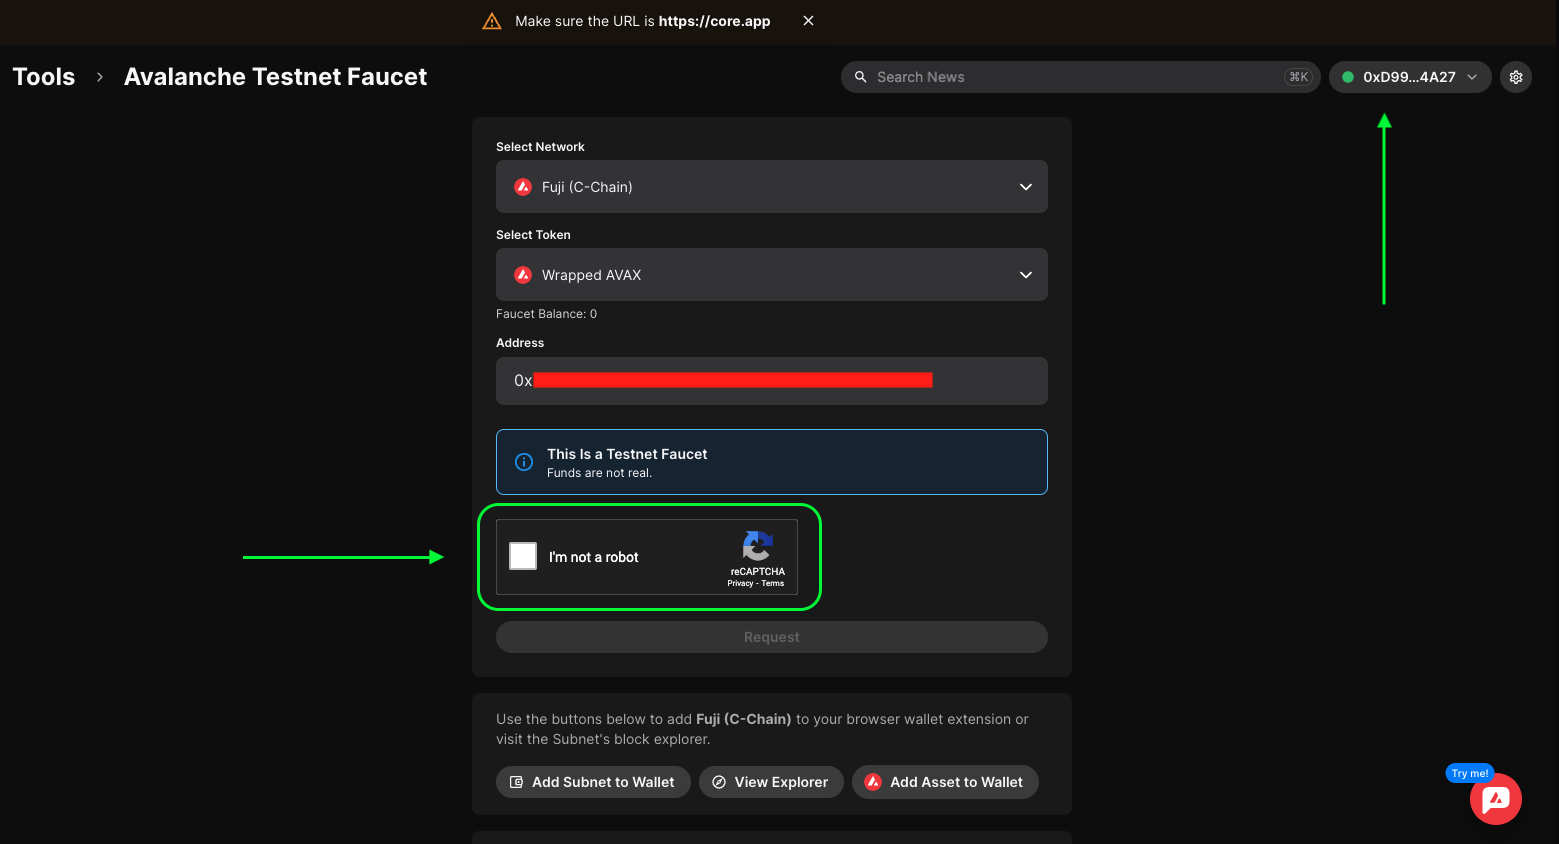 Make sure the URL is https://core.app
Tools > Avalanche Testnet Faucet
Search News
⌘K
0xD99...4A27
Select Network
Fuji (C-Chain)
Select Token
Wrapped AVAX
Faucet Balance: 0
Address
0x
This Is a Testnet Faucet
Funds are not real.
I'm not a robot
reCAPTCHA
Privacy - Terms
Request
Use the buttons below to add Fuji (C-Chain) to your browser wallet extension or
visit the Subnet's block explorer.
Add Subnet to Wallet
View Explorer
Add Asset to Wallet
Try me!